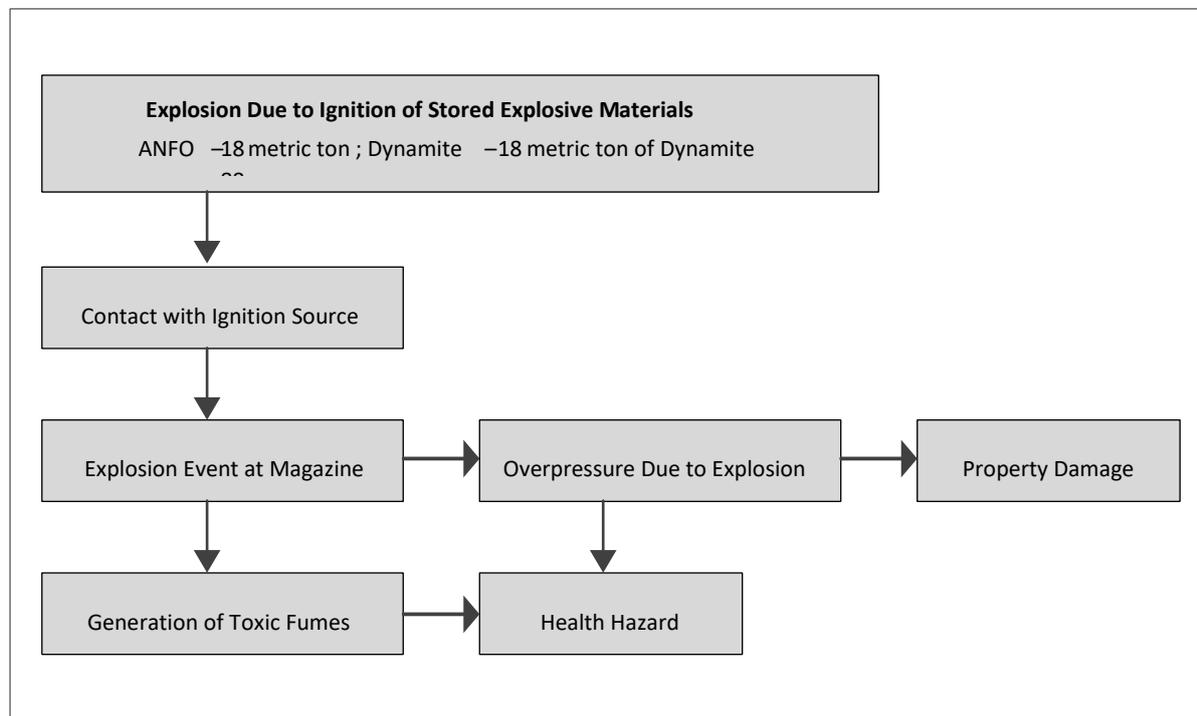 Explosion Due to Ignition of Stored Explosive Materials
ANFO –18 metric ton ; Dynamite –18 metric ton of Dynamite
Contact with Ignition Source
Explosion Event at Magazine
Overpressure Due to Explosion
Property Damage
Generation of Toxic Fumes
Health Hazard